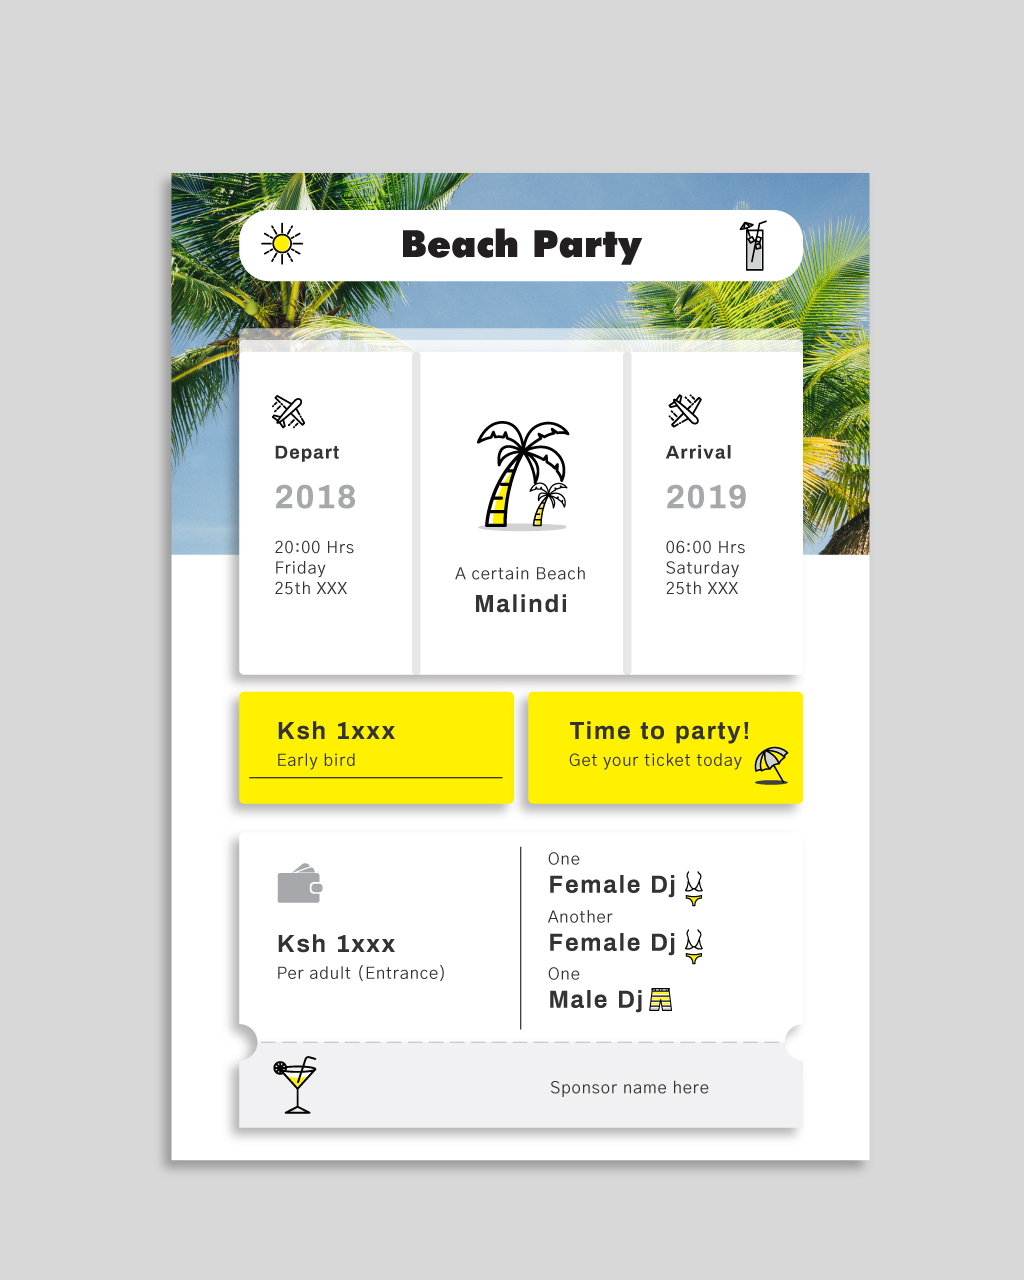 Beach Party
Depart
2018
20:00 Hrs
Friday
25th XXX
A certain Beach
Malindi
Arrival
2019
06:00 Hrs
Saturday
25th XXX
Ksh 1xxx
Early bird
Time to party!
Get your ticket today
Ksh 1xxx
Per adult (Entrance)
One
Female Dj
Another
Female Dj
One
Male Dj
Sponsor name here